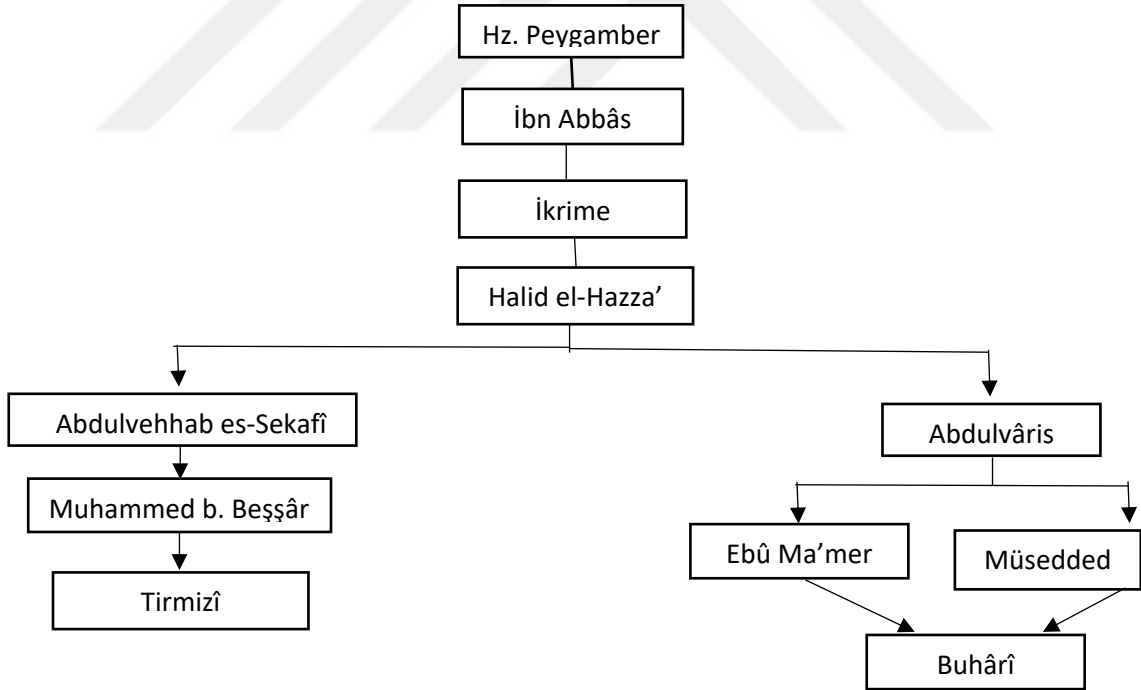 Hz. Peygamber
İbn Abbâs
İkrime
Halid el-Hazza’
Abdulvehhab es-Sekafî
Abdulvâris
Muhammed b. Beşşâr
Ebû Ma’mer
Müsedded
Tirmizî
Buhârî